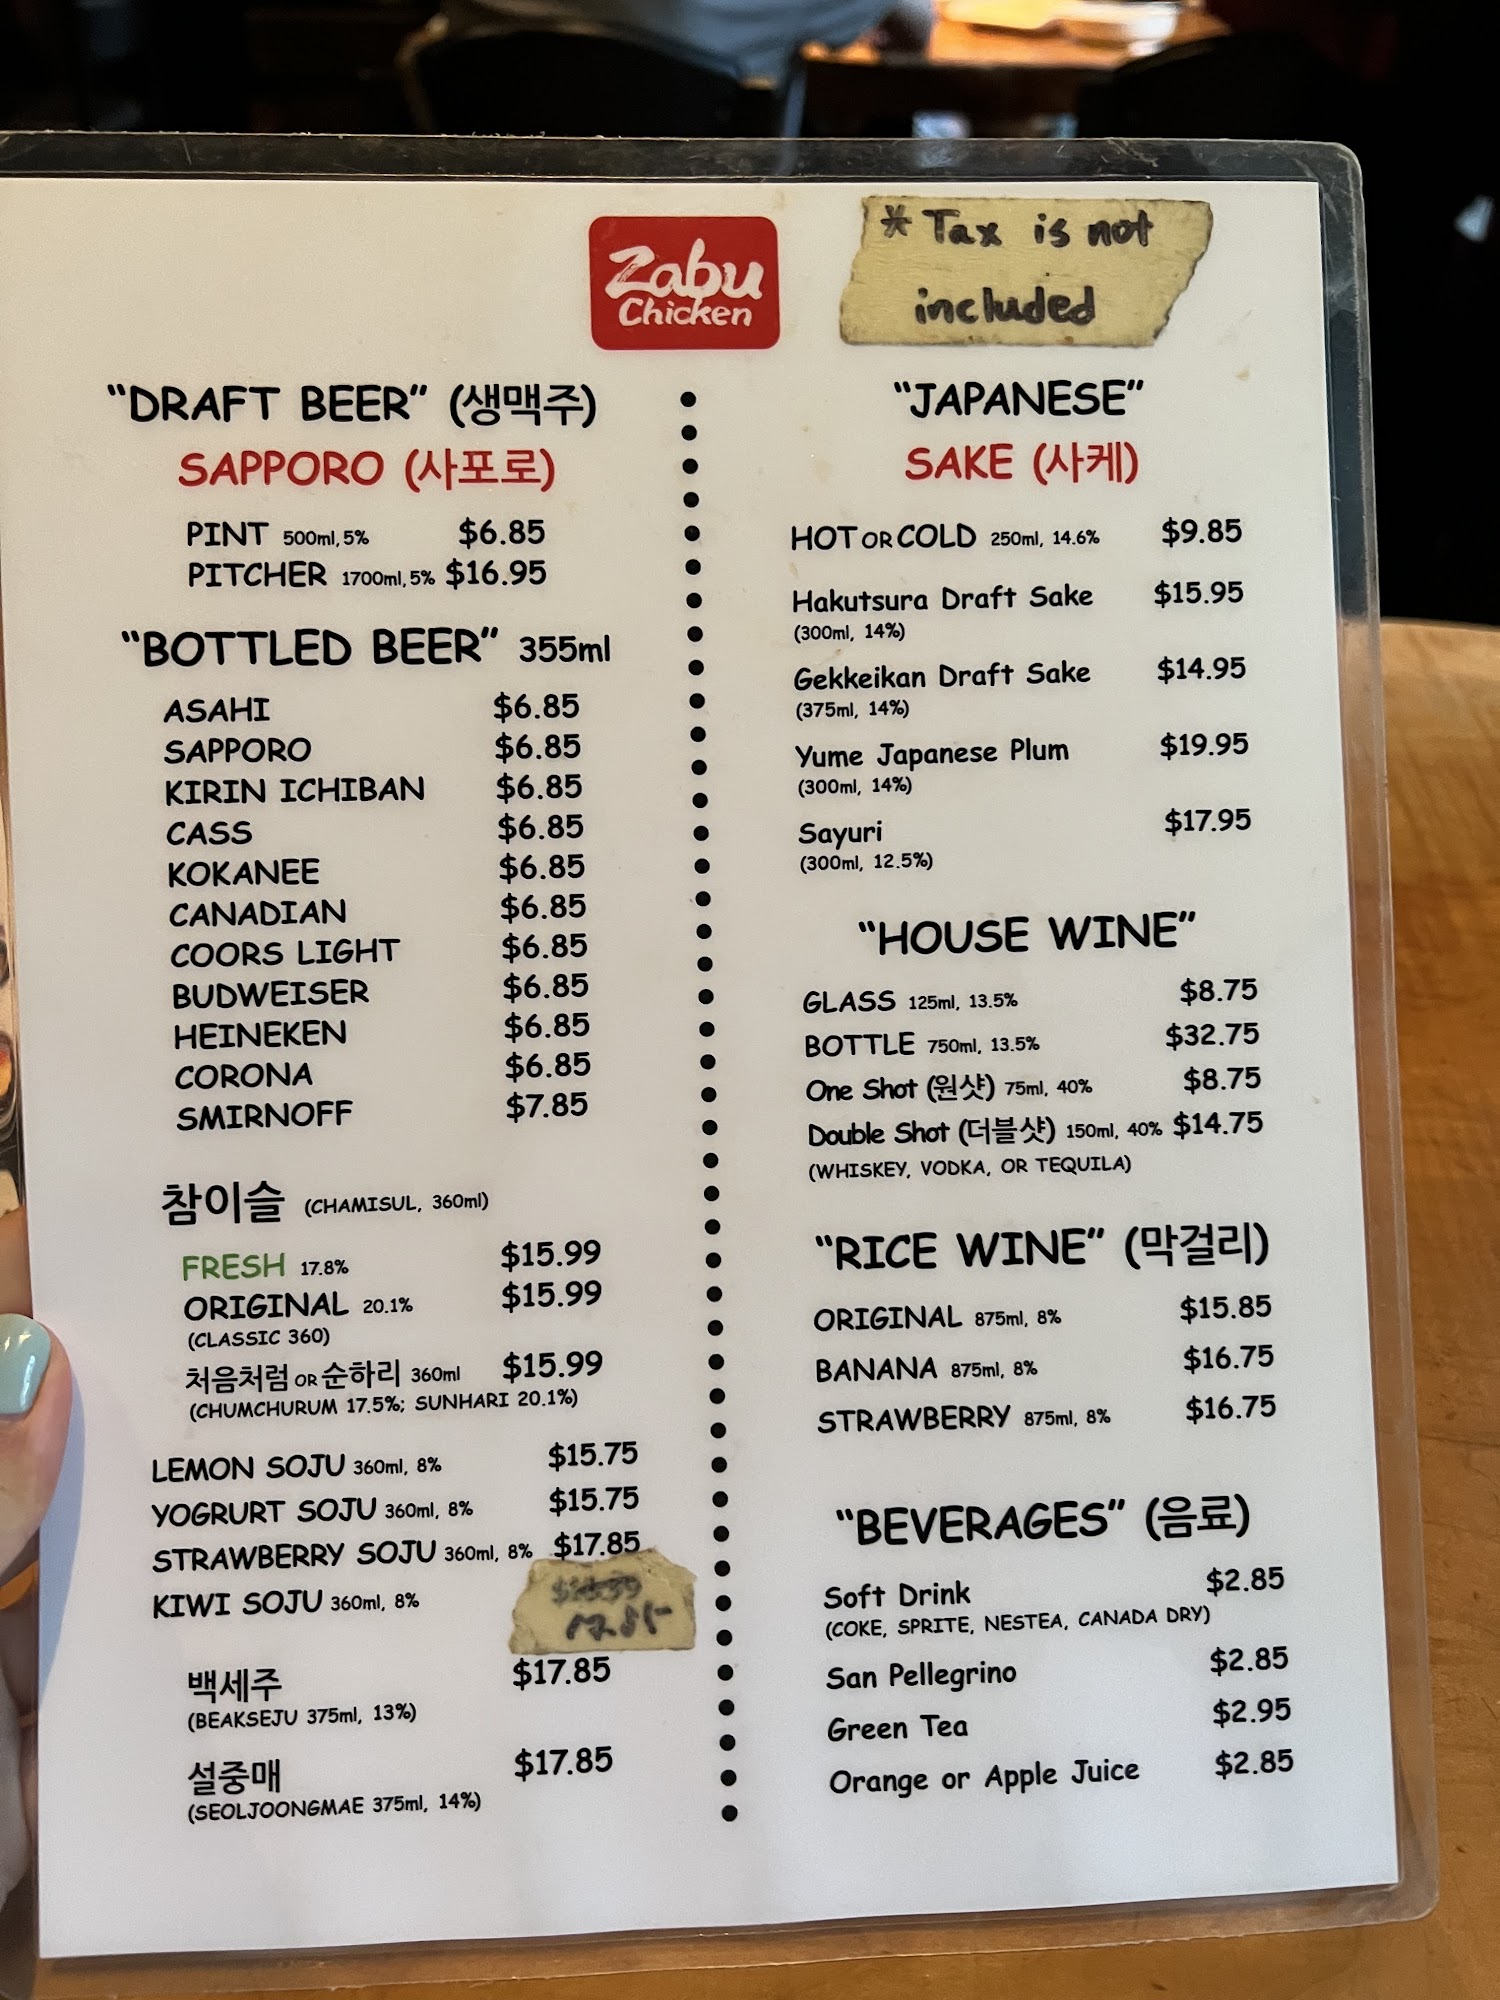 Zabu
Chicken
* Tax is not
included
"DRAFT BEER" (생맥주)
SAPPORO (사포로)
PINT 500ml, 5% $6.85
PITCHER 1700ml, 5% $16.95
"BOTTLED BEER" 355ml
ASAHI $6.85
SAPPORO $6.85
KIRIN ICHIBAN $6.85
CASS $6.85
KOKANEE $6.85
CANADIAN $6.85
COORS LIGHT $6.85
BUDWEISER $6.85
HEINEKEN $6.85
CORONA $6.85
SMIRNOFF $7.85
참이슬 (CHAMISUL, 360ml)
FRESH 17.8% $15.99
ORIGINAL 20.1% $15.99
(CLASSIC 360)
처음처럼 OR 순하리 360ml $15.99
(CHUMCHURUM 17.5%; SUNHARI 20.1%)
LEMON SOJU 360ml, 8% $15.75
YOGRURT SOJU 360ml, 8% $15.75
STRAWBERRY SOJU 360ml, 8% $17.85
KIWI SOJU 360ml, 8% 17.85
백세주 $17.85
(BEAKSEJU 375ml, 13%)
설중매 $17.85
(SEOLJOONGMAE 375ml, 14%)
"JAPANESE"
SAKE (사케)
HOT OR COLD 250ml, 14.6% $9.85
Hakutsura Draft Sake $15.95
(300ml, 14%)
Gekkeikan Draft Sake $14.95
(375ml, 14%)
Yume Japanese Plum $19.95
(300ml, 14%)
Sayuri $17.95
(300ml, 12.5%)
"HOUSE WINE"
GLASS 125ml, 13.5% $8.75
BOTTLE 750ml, 13.5% $32.75
One Shot (원샷) 75ml, 40% $8.75
Double Shot (더블샷) 150ml, 40% $14.75
(WHISKEY, VODKA, OR TEQUILA)
"RICE WINE" (막걸리)
ORIGINAL 875ml, 8% $15.85
BANANA 875ml, 8% $16.75
STRAWBERRY 875ml, 8% $16.75
"BEVERAGES" (음료)
Soft Drink $2.85
(COKE, SPRITE, NESTEA, CANADA DRY)
San Pellegrino $2.85
Green Tea $2.95
Orange or Apple Juice $2.85